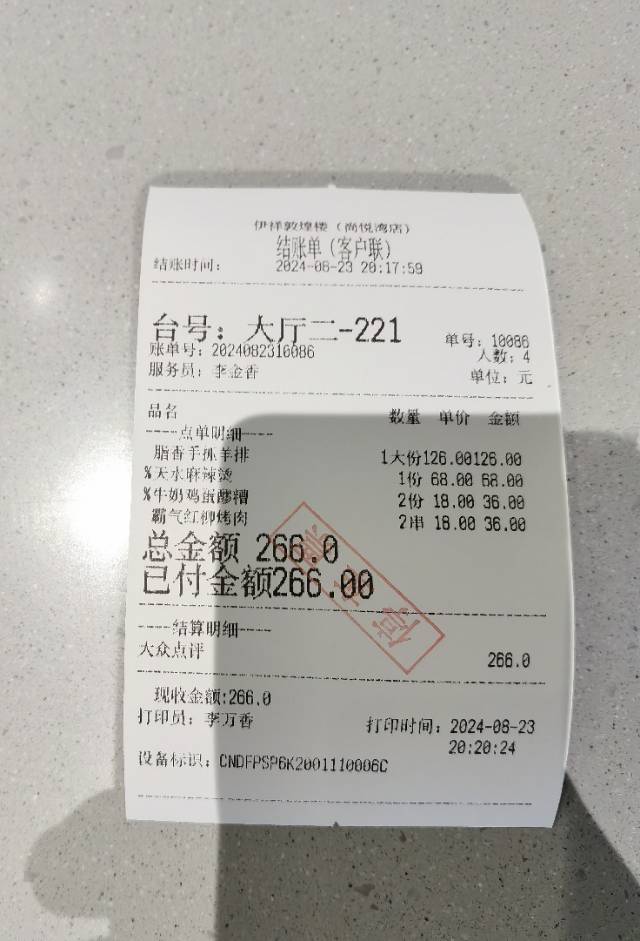 伊祥敦煌楼（尚悦湾店）
结账单（客户联）
结账时间： 2024-08-23 20:17:59
台号：大厅二-221 单号：10086
账单号：2024082310086 人数：4
服务员：李金香 单位：元
品名 数量 单价 金额
----点单明细----
脂香手抓羊排 1大份126.00126.00
%天水麻辣烫 1份 68.00 68.00
%牛奶鸡蛋醪糟 2份 18.00 36.00
霸气红柳烤肉 2串 18.00 36.00
总金额 266.0
已付金额266.00
----结算明细----
大众点评 266.0
现收金额:266.0
打印员：李万香 打印时间：2024-08-23
20:20:24
设备标识：CNDFPSP6K2001110006C